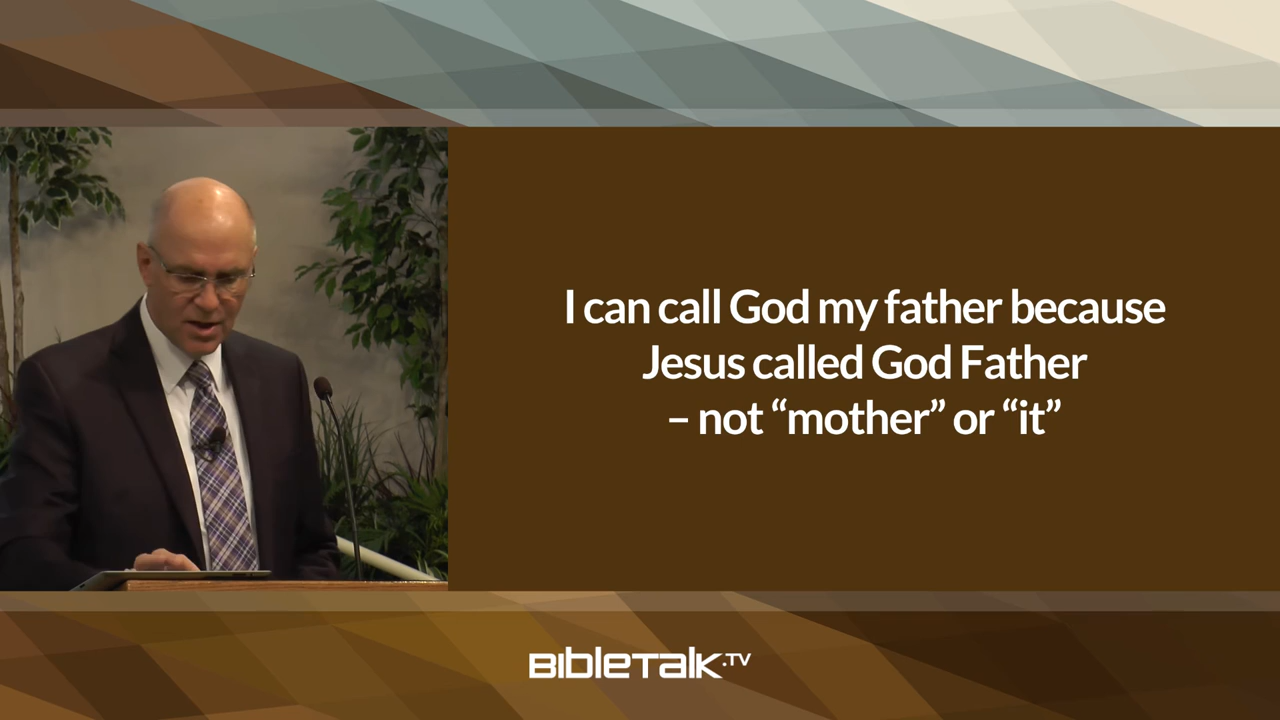 I can call God my father because
Jesus called God Father
– not “mother” or “it”
BibleTalk.TV